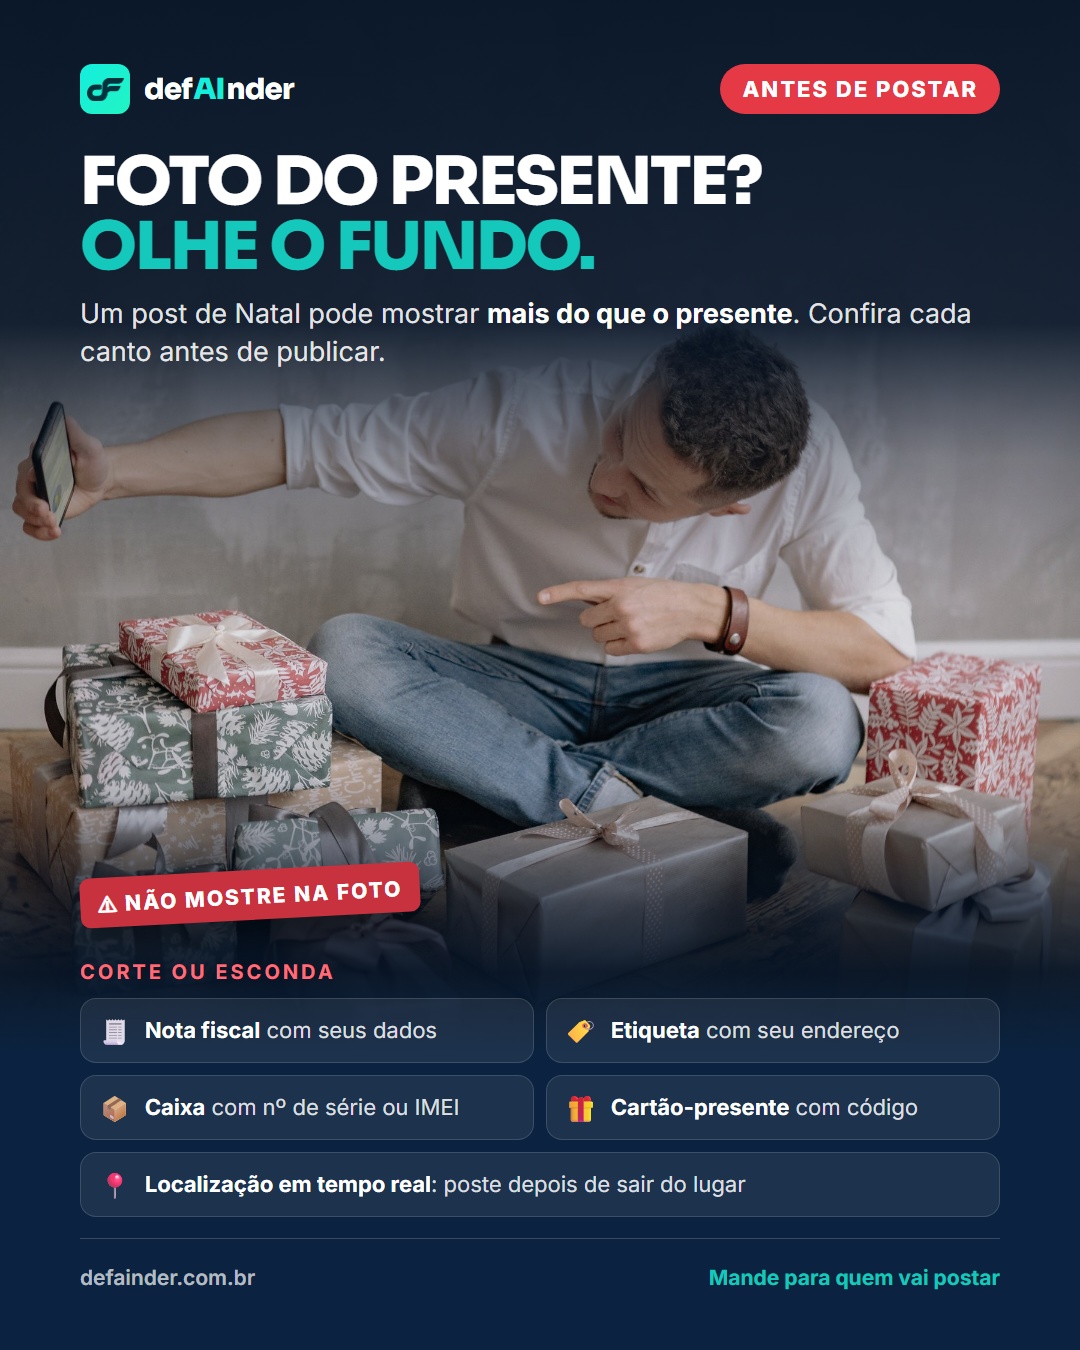 defAInder
ANTES DE POSTAR
FOTO DO PRESENTE?
OLHE O FUNDO.
Um post de Natal pode mostrar mais do que o presente. Confira cada
canto antes de publicar.
⚠ NÃO MOSTRE NA FOTO
CORTE OU ESCONDA
Nota fiscal com seus dados
Etiqueta com seu endereço
Caixa com nº de série ou IMEI
Cartão-presente com código
Localização em tempo real: poste depois de sair do lugar
defainder.com.br
Mande para quem vai postar